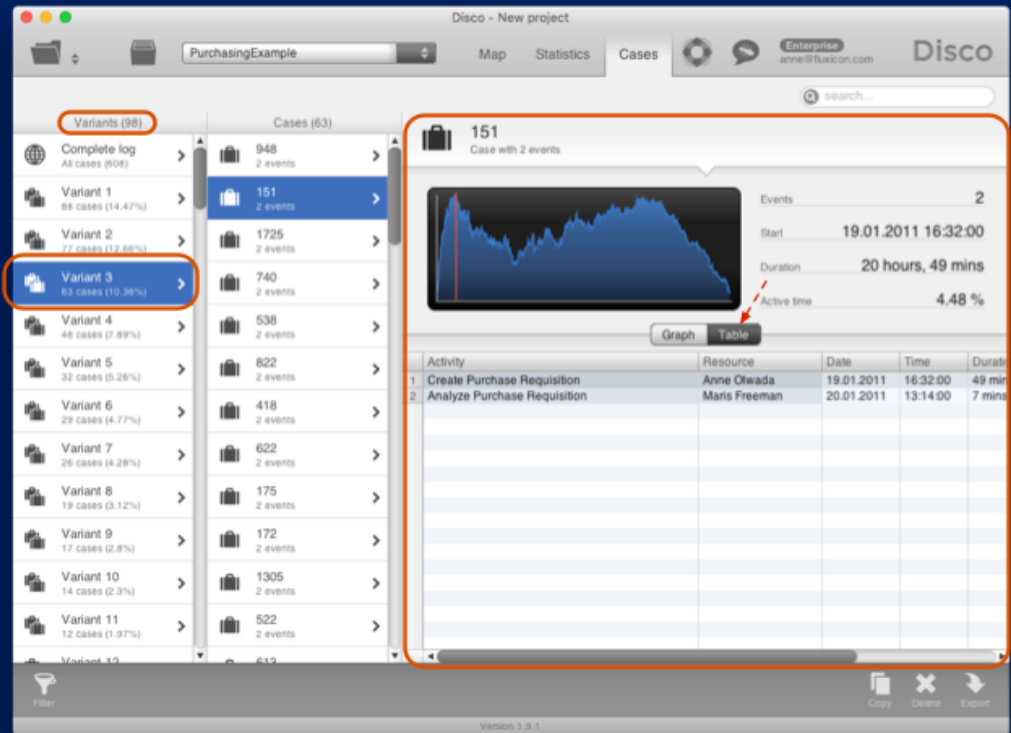 Disco - New project
PurchasingExample
Map
Statistics
Cases
Enterprise
anne@fluxicon.com
Disco
search...
Variants (98)
Complete log
All cases (608)
Variant 1
88 cases (14.47%)
Variant 2
77 cases (12.66%)
Variant 3
63 cases (10.36%)
Variant 4
48 cases (7.89%)
Variant 5
32 cases (5.26%)
Variant 6
29 cases (4.77%)
Variant 7
26 cases (4.28%)
Variant 8
19 cases (3.12%)
Variant 9
17 cases (2.8%)
Variant 10
14 cases (2.3%)
Variant 11
12 cases (1.97%)
Variant 12
Cases (63)
948
2 events
151
2 events
1725
2 events
740
2 events
538
2 events
822
2 events
418
2 events
622
2 events
175
2 events
172
2 events
1305
2 events
522
2 events
613
151
Case with 2 events
Events 2
Start 19.01.2011 16:32:00
Duration 20 hours, 49 mins
Active time 4.48 %
Graph Table
Activity Resource Date Time Durati
1 Create Purchase Requisition Anne Olwada 19.01.2011 16:32:00 49 min
2 Analyze Purchase Requisition Maris Freeman 20.01.2011 13:14:00 7 mins
Filter
Copy Delete Export
Version 1.9.1